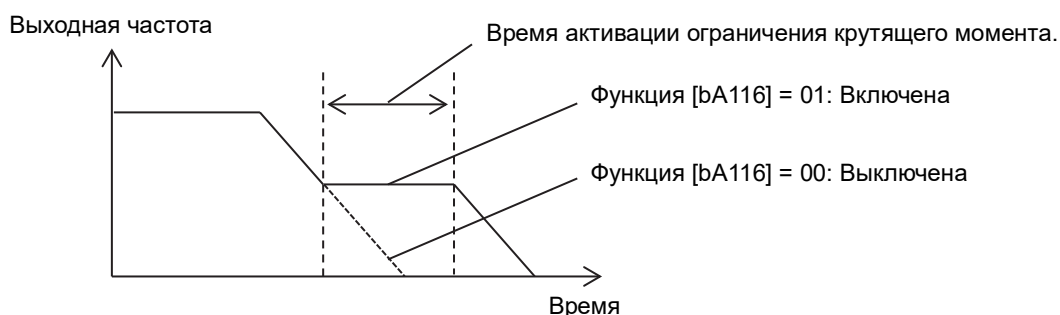 Выходная частота
Время активации ограничения крутящего момента.
Функция [bA116] = 01: Включена
Функция [bA116] = 00: Выключена
Время